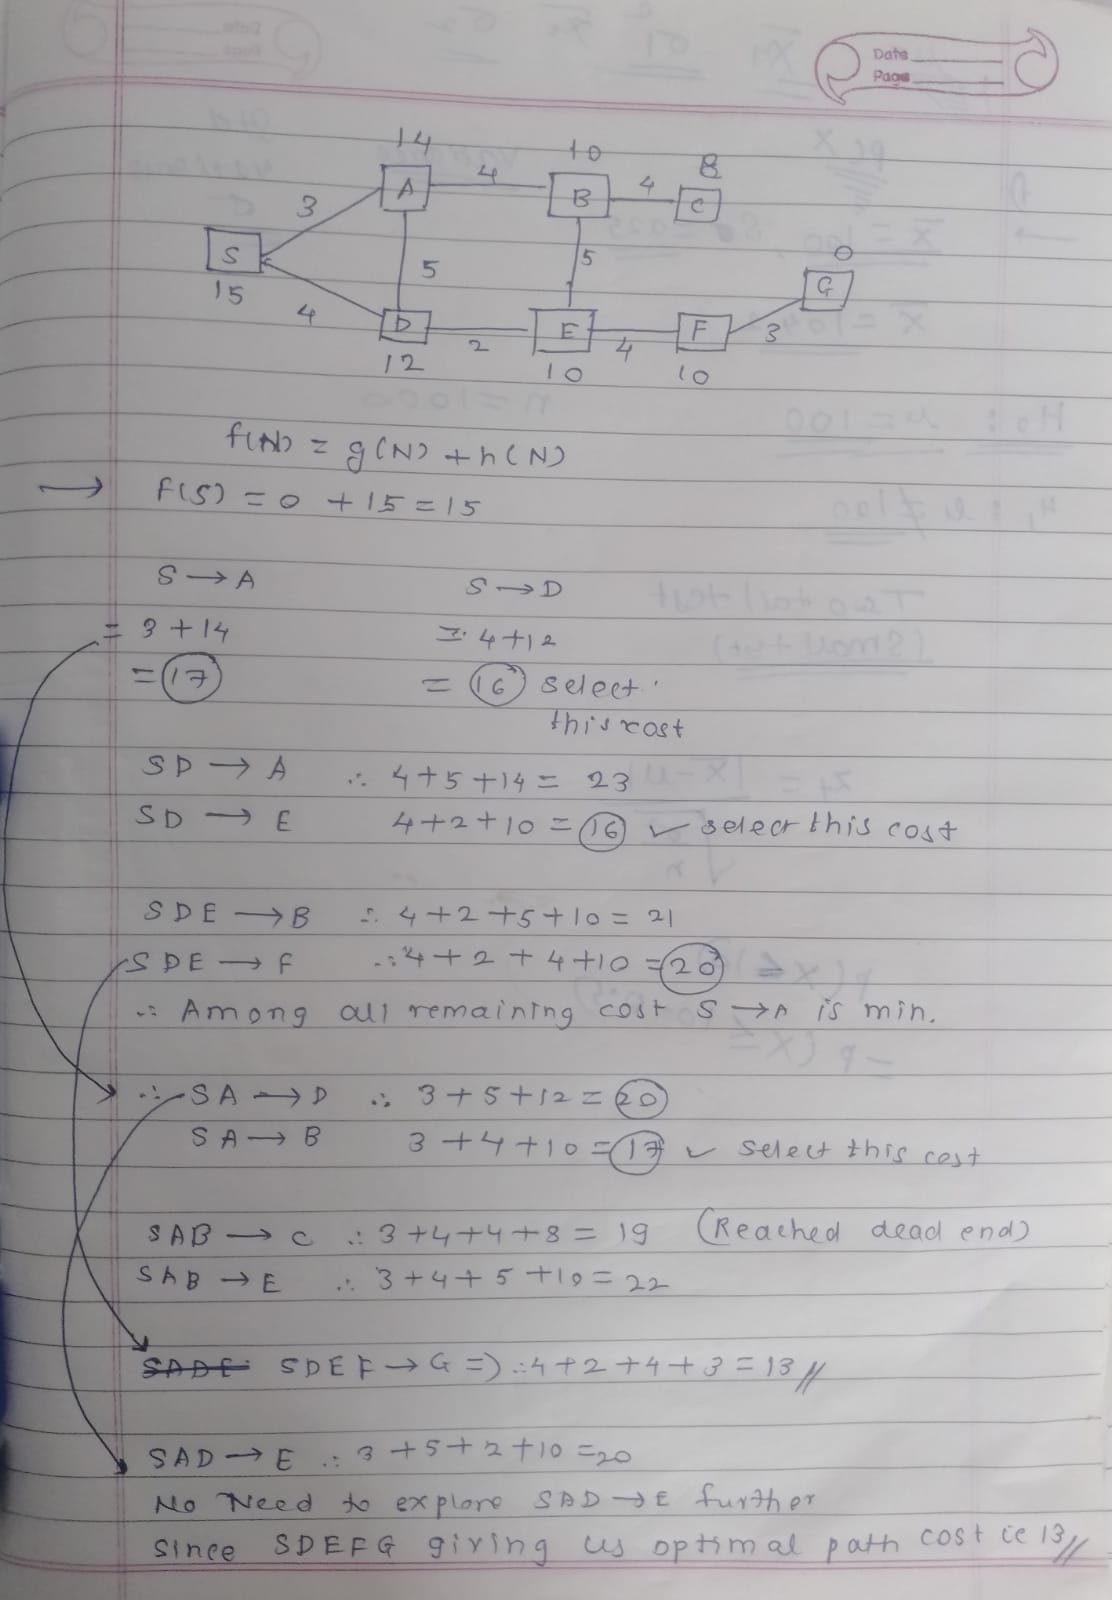 Date
Page
14
10
8
A
4
B
4
C
3
S
15
5
5
0
G
4
D
2
E
4
F
3
12
10
10
f(N) = g(N) + h(N)
→ F(S) = 0 + 15 = 15
S → A S → D
= 3 + 14 = 4+12
= 17 = 16 select
this cost
SD → A ∴ 4+5+14 = 23
SD → E 4+2+10 = 16 ✓ select this cost
SDE → B ∴ 4+2+5+10 = 21
SDE → F ∴ 4+2+4+10 = 20
∴ Among all remaining cost S → A is min.
∴ SA → D ∴ 3+5+12 = 20
SA → B 3+4+10 = 17 ✓ select this cost
SAB → C ∴ 3+4+4+8 = 19 (Reached dead end)
SAB → E ∴ 3+4+5+10 = 22
SADE SDEF → G => ∴ 4+2+4+3 = 13 //
SAD → E ∴ 3+5+2+10 = 20
No Need to explore SAD → E further
Since SDEFG giving us optimal path cost ie 13 //